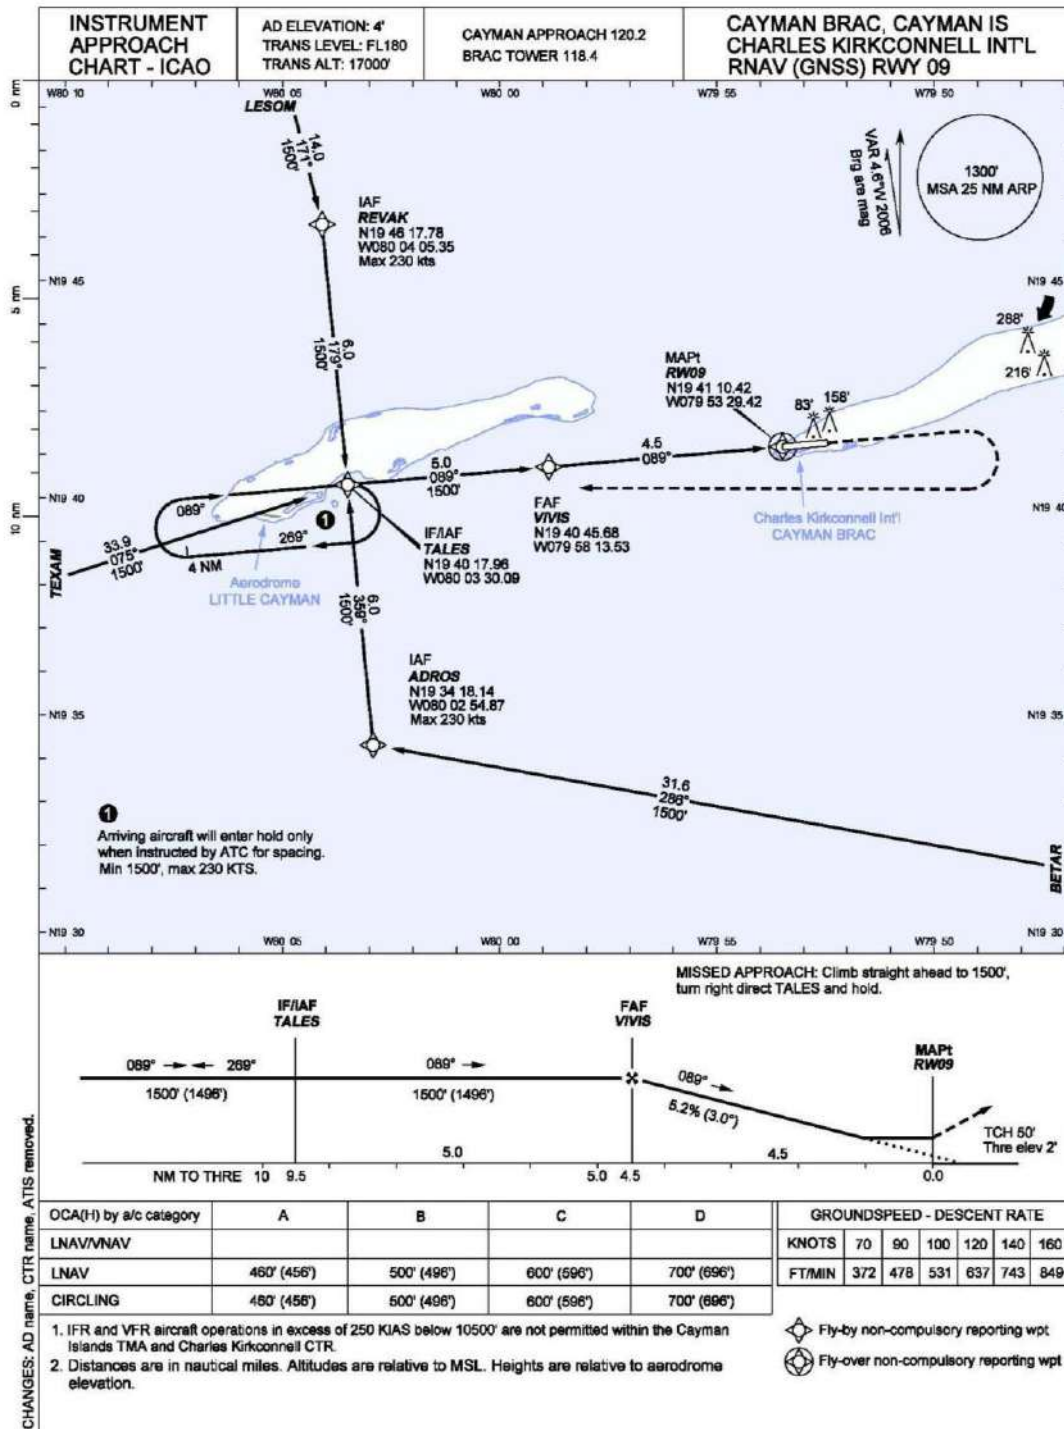 INSTRUMENT
APPROACH
CHART - ICAO
AD ELEVATION: 4'
TRANS LEVEL: FL180
TRANS ALT: 17000'
CAYMAN APPROACH 120.2
BRAC TOWER 118.4
CAYMAN BRAC, CAYMAN IS
CHARLES KIRKCONNELL INT'L
RNAV (GNSS) RWY 09
0 nm
5 nm
10 nm
W80 10
W80 05
W80 00
W79 55
W79 50
LESOM
14.0
171°
1500'
IAF
REVAK
N19 46 17.78
W080 04 05.35
Max 230 kts
VAR 4.6°W 2006
Brg are mag
1300'
MSA 25 NM ARP
N19 45
N19 45
6.0
179°
1500'
288'
216'
MAPt
RW09
N19 41 10.42
W079 53 29.42
83'
158'
5.0
089°
1500'
4.5
089°
N19 40
N19 40
089°
269°
4 NM
1
33.9
075°
1500'
TEXAM
Aerodrome
LITTLE CAYMAN
IF/IAF
TALES
N19 40 17.96
W080 03 30.09
FAF
VIVIS
N19 40 45.68
W079 58 13.53
Charles Kirkconnell Int'l
CAYMAN BRAC
6.0
359°
1500'
IAF
ADROS
N19 34 18.14
W080 02 54.87
Max 230 kts
N19 35
N19 35
31.6
286°
1500'
BETAR
1
Arriving aircraft will enter hold only
when instructed by ATC for spacing.
Min 1500', max 230 KTS.
N19 30
N19 30
W80 05
W80 00
W79 55
W79 50
MISSED APPROACH: Climb straight ahead to 1500',
turn right direct TALES and hold.
IF/IAF
TALES
FAF
VIVIS
MAPt
RW09
089°
269°
1500' (1496')
089°
1500' (1496')
089°
5.2% (3.0°)
TCH 50'
Thre elev 2'
5.0
4.5
NM TO THRE 10 9.5 5.0 4.5 0.0
OCA(H) by a/c category A B C D
LNAV/VNAV
LNAV 460' (456') 500' (496') 600' (596') 700' (696')
CIRCLING 460' (456') 500' (496') 600' (596') 700' (696')
GROUNDSPEED - DESCENT RATE
KNOTS 70 90 100 120 140 160
FT/MIN 372 478 531 637 743 849
1. IFR and VFR aircraft operations in excess of 250 KIAS below 10500' are not permitted within the Cayman
Islands TMA and Charles Kirkconnell CTR.
2. Distances are in nautical miles. Altitudes are relative to MSL. Heights are relative to aerodrome
elevation.
Fly-by non-compulsory reporting wpt
Fly-over non-compulsory reporting wpt
CHANGES: AD name, CTR name, ATIS removed.